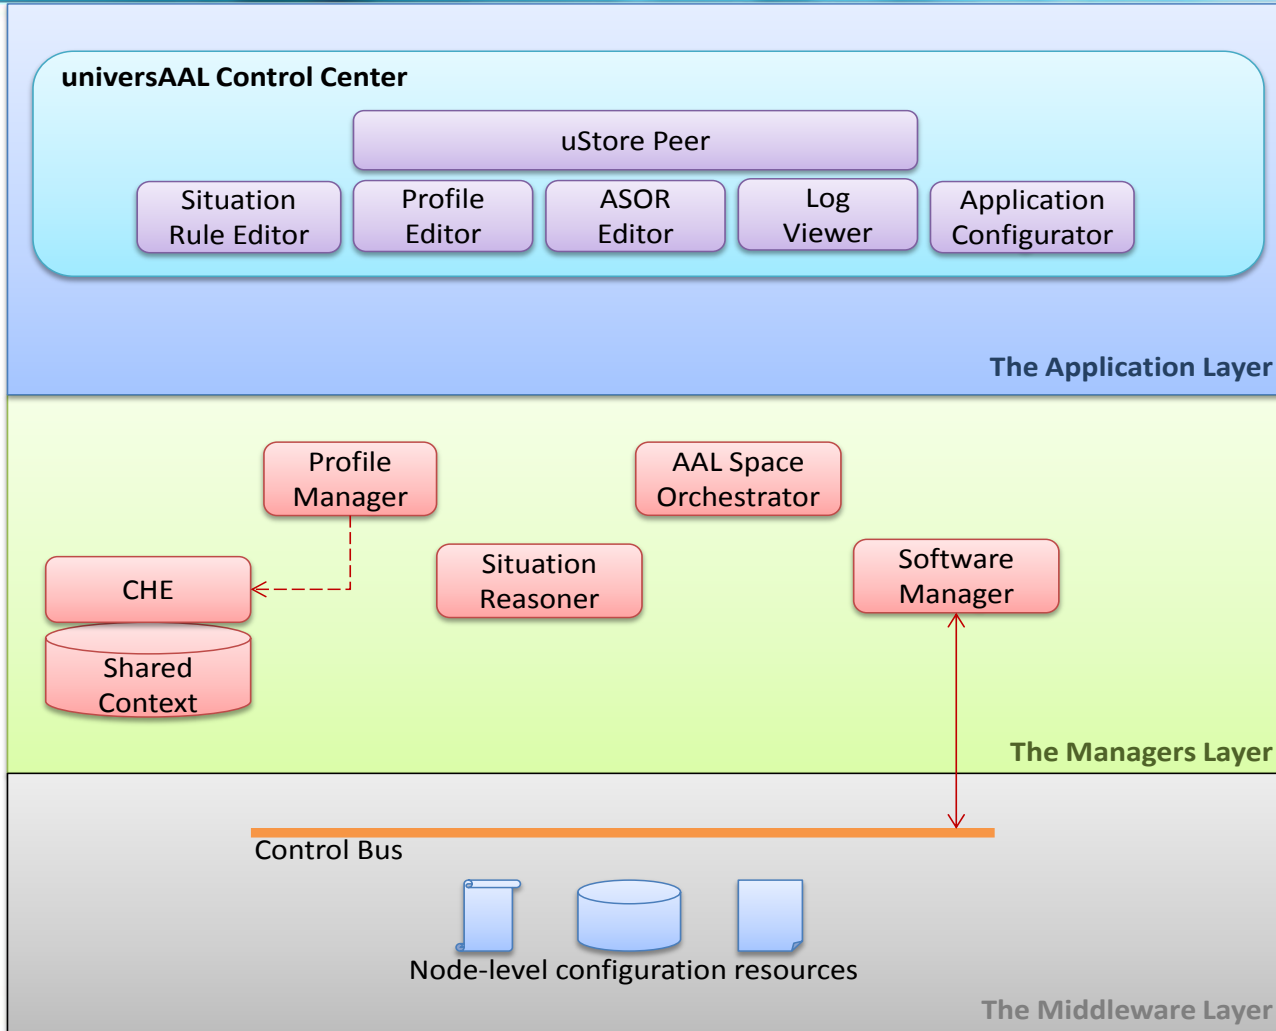 universAAL Control Center
uStore Peer
Situation
Rule Editor
Profile
Editor
ASOR
Editor
Log
Viewer
Application
Configurator
The Application Layer
Profile
Manager
AAL Space
Orchestrator
CHE
Situation
Reasoner
Software
Manager
Shared
Context
The Managers Layer
Control Bus
Node-level configuration resources
The Middleware Layer